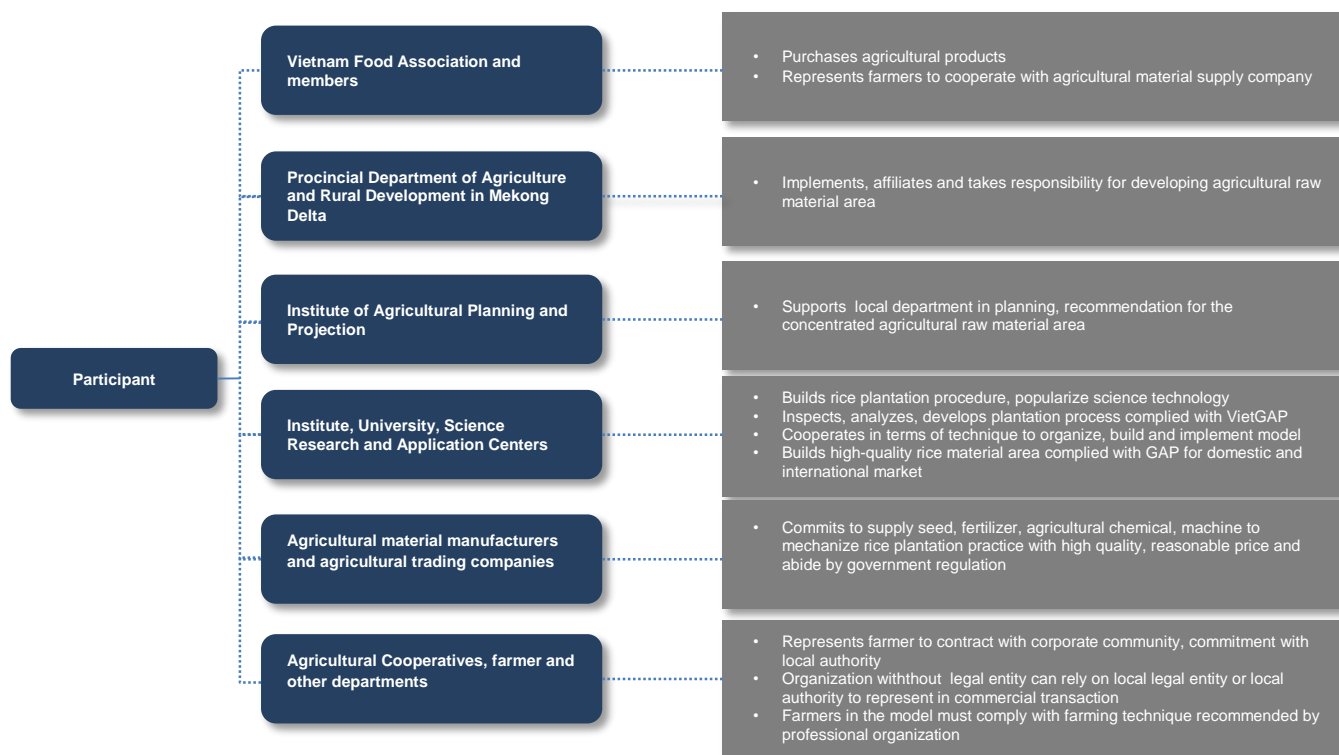 Participant
Vietnam Food Association and
members
• Purchases agricultural products
• Represents farmers to cooperate with agricultural material supply company
Procincial Department of Agriculture
and Rural Development in Mekong
Delta
• Implements, affiliates and takes responsibility for developing agricultural raw
material area
Institute of Agricultural Planning and
Projection
• Supports local department in planning, recommendation for the
concentrated agricultural raw material area
Institute, University, Science
Research and Application Centers
• Builds rice plantation procedure, popularize science technology
• Inspects, analyzes, develops plantation process complied with VietGAP
• Cooperates in terms of technique to organize, build and implement model
• Builds high-quality rice material area complied with GAP for domestic and
international market
Agricultural material manufacturers
and agricultural trading companies
• Commits to supply seed, fertilizer, agricultural chemical, machine to
mechanize rice plantation practice with high quality, reasonable price and
abide by government regulation
Agricultural Cooperatives, farmer and
other departments
• Represents farmer to contract with corporate community, commitment with
local authority
• Organization withthout legal entity can rely on local legal entity or local
authority to represent in commercial transaction
• Farmers in the model must comply with farming technique recommended by
professional organization